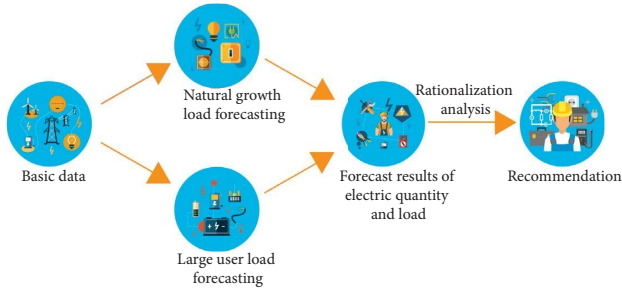 Natural growth
load forecasting
Basic data
Rationalization
analysis
Forecast results of
electric quantity
and load
Recommendation
Large user load
forecasting